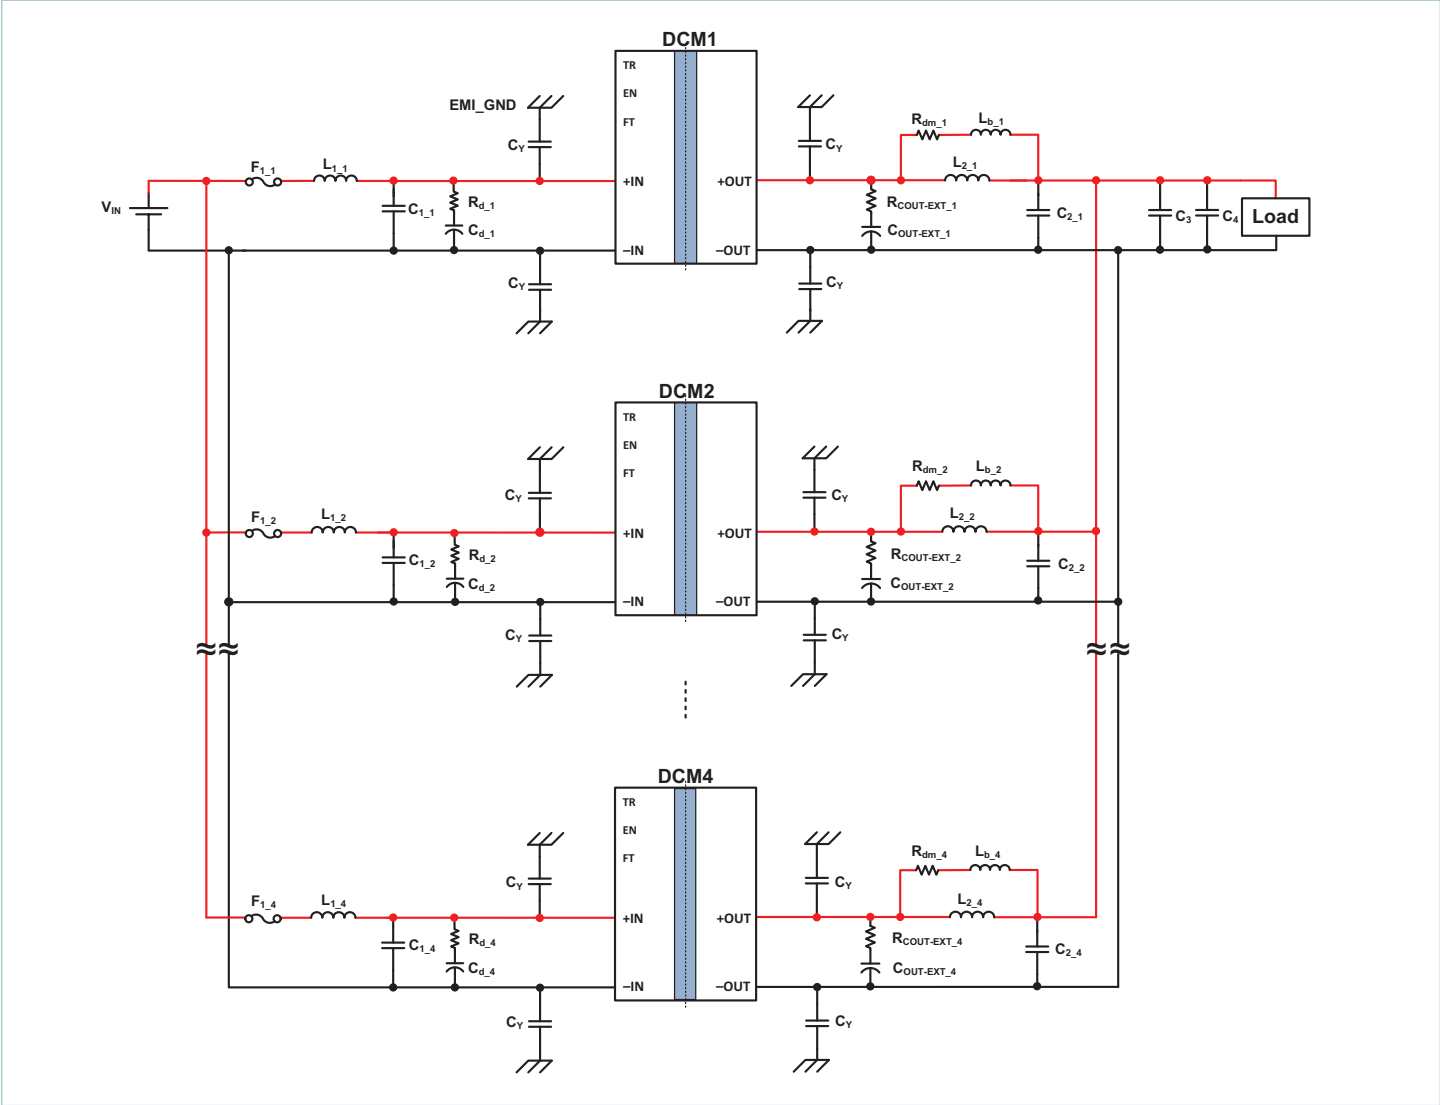 DCM1
TR
EN
FT
+IN
–IN
+OUT
–OUT
EMI_GND
CY
CY
CY
CY
VIN
F1_1
L1_1
C1_1
Rd_1
Cd_1
Rdm_1
Lb_1
L2_1
RCOUT-EXT_1
COUT-EXT_1
C2_1
C3
C4
Load
DCM2
TR
EN
FT
+IN
–IN
+OUT
–OUT
CY
CY
CY
CY
F1_2
L1_2
C1_2
Rd_2
Cd_2
Rdm_2
Lb_2
L2_2
RCOUT-EXT_2
COUT-EXT_2
C2_2
DCM4
TR
EN
FT
+IN
–IN
+OUT
–OUT
CY
CY
CY
CY
F1_4
L1_4
C1_4
Rd_4
Cd_4
Rdm_4
Lb_4
L2_4
RCOUT-EXT_4
COUT-EXT_4
C2_4